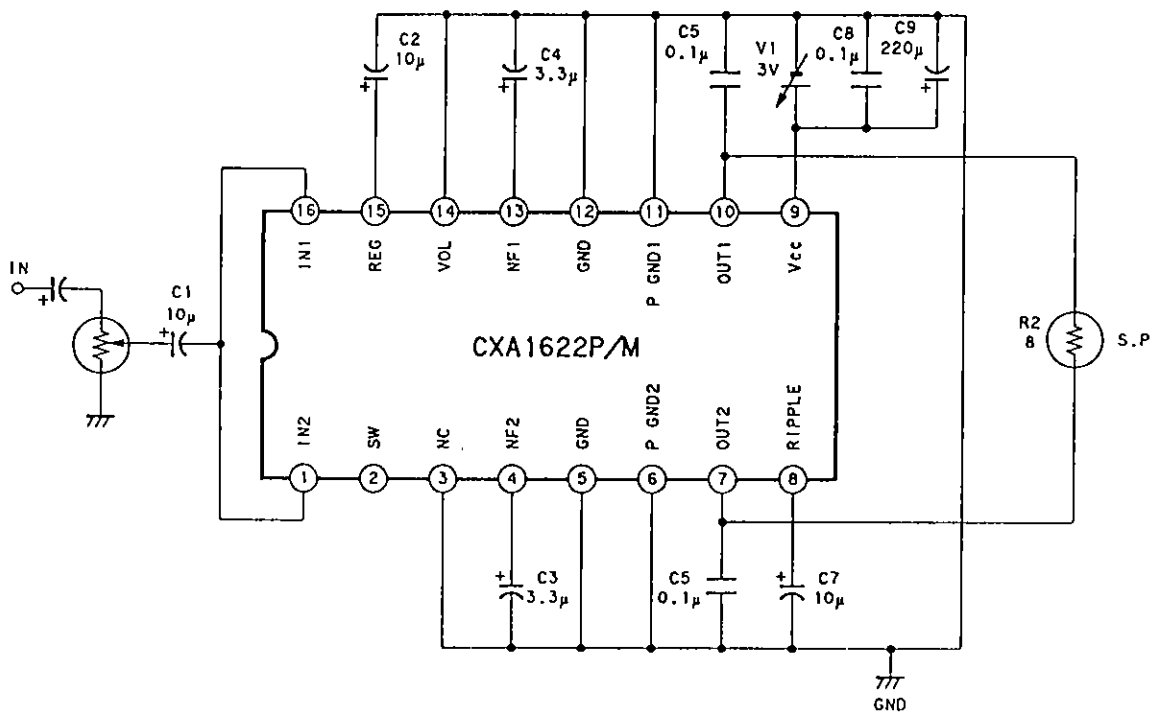 C2
10μ
C4
3.3μ
C5
0.1μ
V1
3V
C8
0.1μ
C9
220μ
+
+
+
16
15
14
13
12
11
10
9
IN1
REG
VOL
NF1
GND
P GND1
OUT1
Vcc
IN
+
C1
10μ
+
CXA1622P/M
R2
8
S.P
IN2
SW
NC
NF2
GND
P GND2
OUT2
RIPPLE
1
2
3
4
5
6
7
8
+
C3
3.3μ
C5
0.1μ
+
C7
10μ
GND